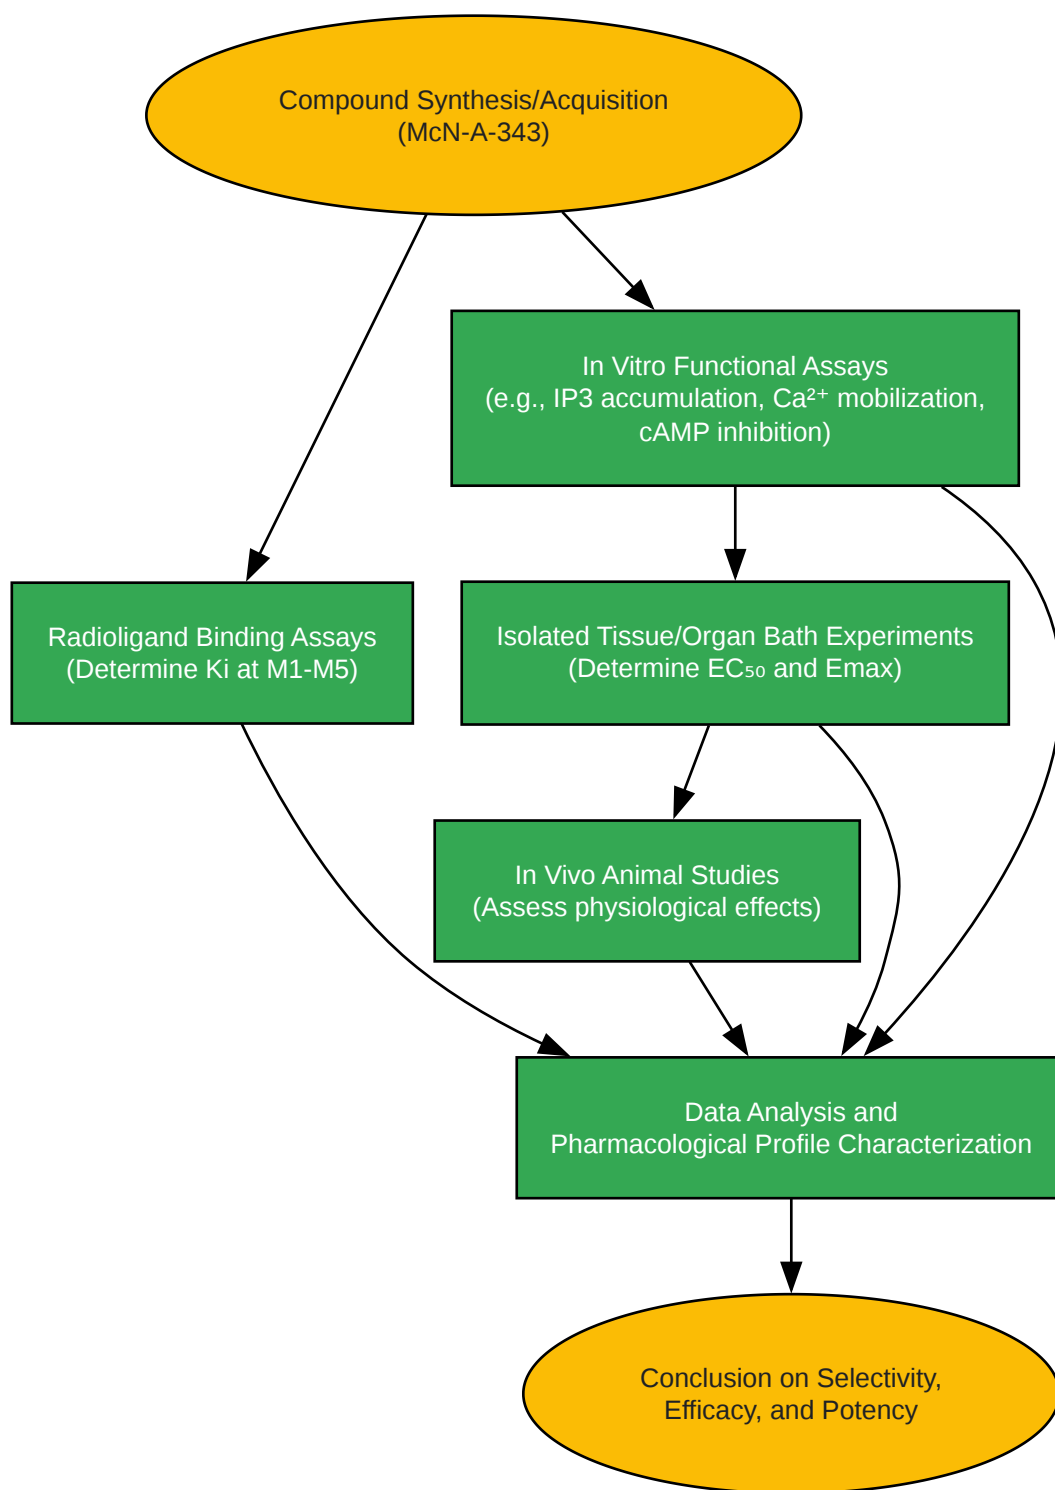 Compound Synthesis/Acquisition
(McN-A-343)
In Vitro Functional Assays
(e.g., IP3 accumulation, Ca²⁺ mobilization,
cAMP inhibition)
Radioligand Binding Assays
(Determine Ki at M1-M5)
Isolated Tissue/Organ Bath Experiments
(Determine EC₅₀ and Emax)
In Vivo Animal Studies
(Assess physiological effects)
Data Analysis and
Pharmacological Profile Characterization
Conclusion on Selectivity,
Efficacy, and Potency